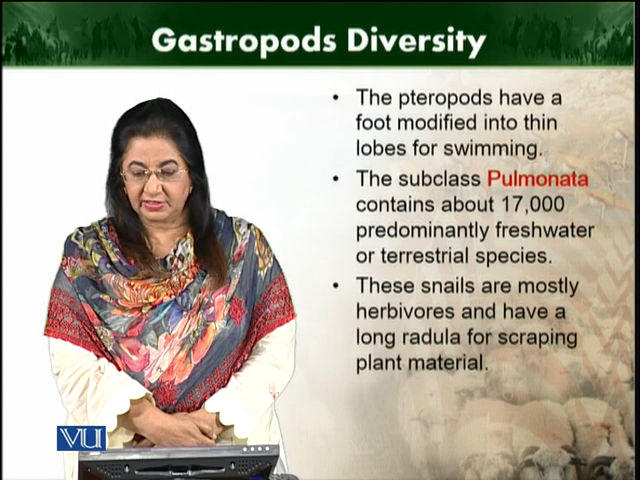 Gastropods Diversity
• The pteropods have a
foot modified into thin
lobes for swimming.
• The subclass Pulmonata
contains about 17,000
predominantly freshwater
or terrestrial species.
• These snails are mostly
herbivores and have a
long radula for scraping
plant material.
VU